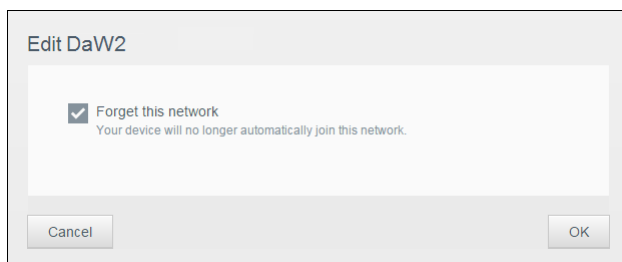 Edit DaW2
Forget this network
Your device will no longer automatically join this network.
Cancel
OK